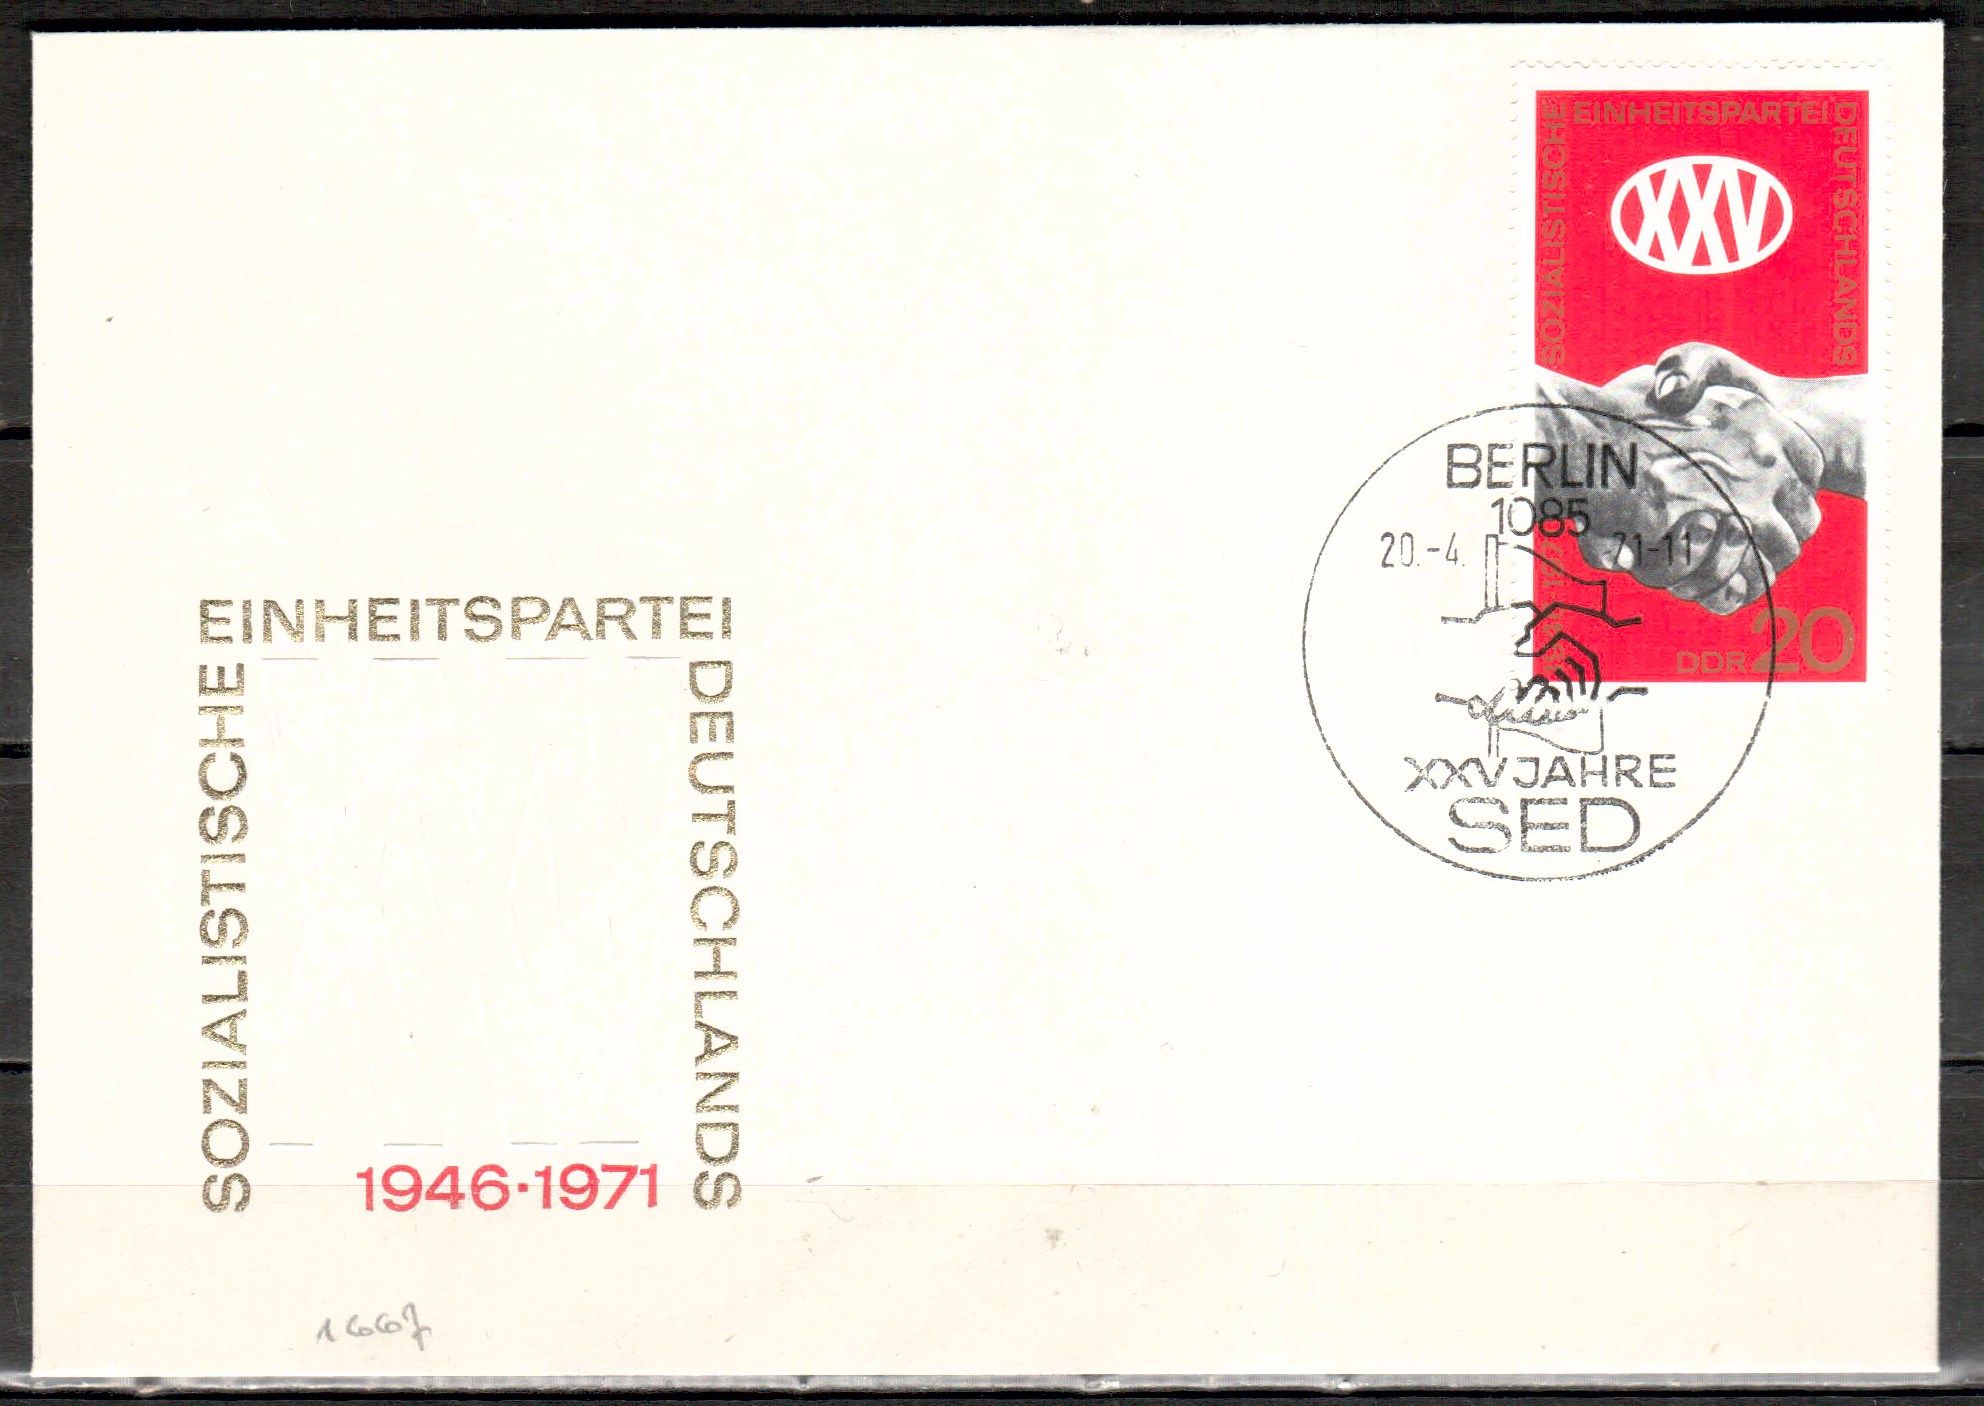 SOZIALISTISCHE
EINHEITSPARTEI
DEUTSCHLANDS
XXV
DDR 20
BERLIN
1085
20.-4. 71-11
XXV JAHRE
SED
EINHEITSPARTEI
SOZIALISTISCHE
DEUTSCHLANDS
1946·1971
1667